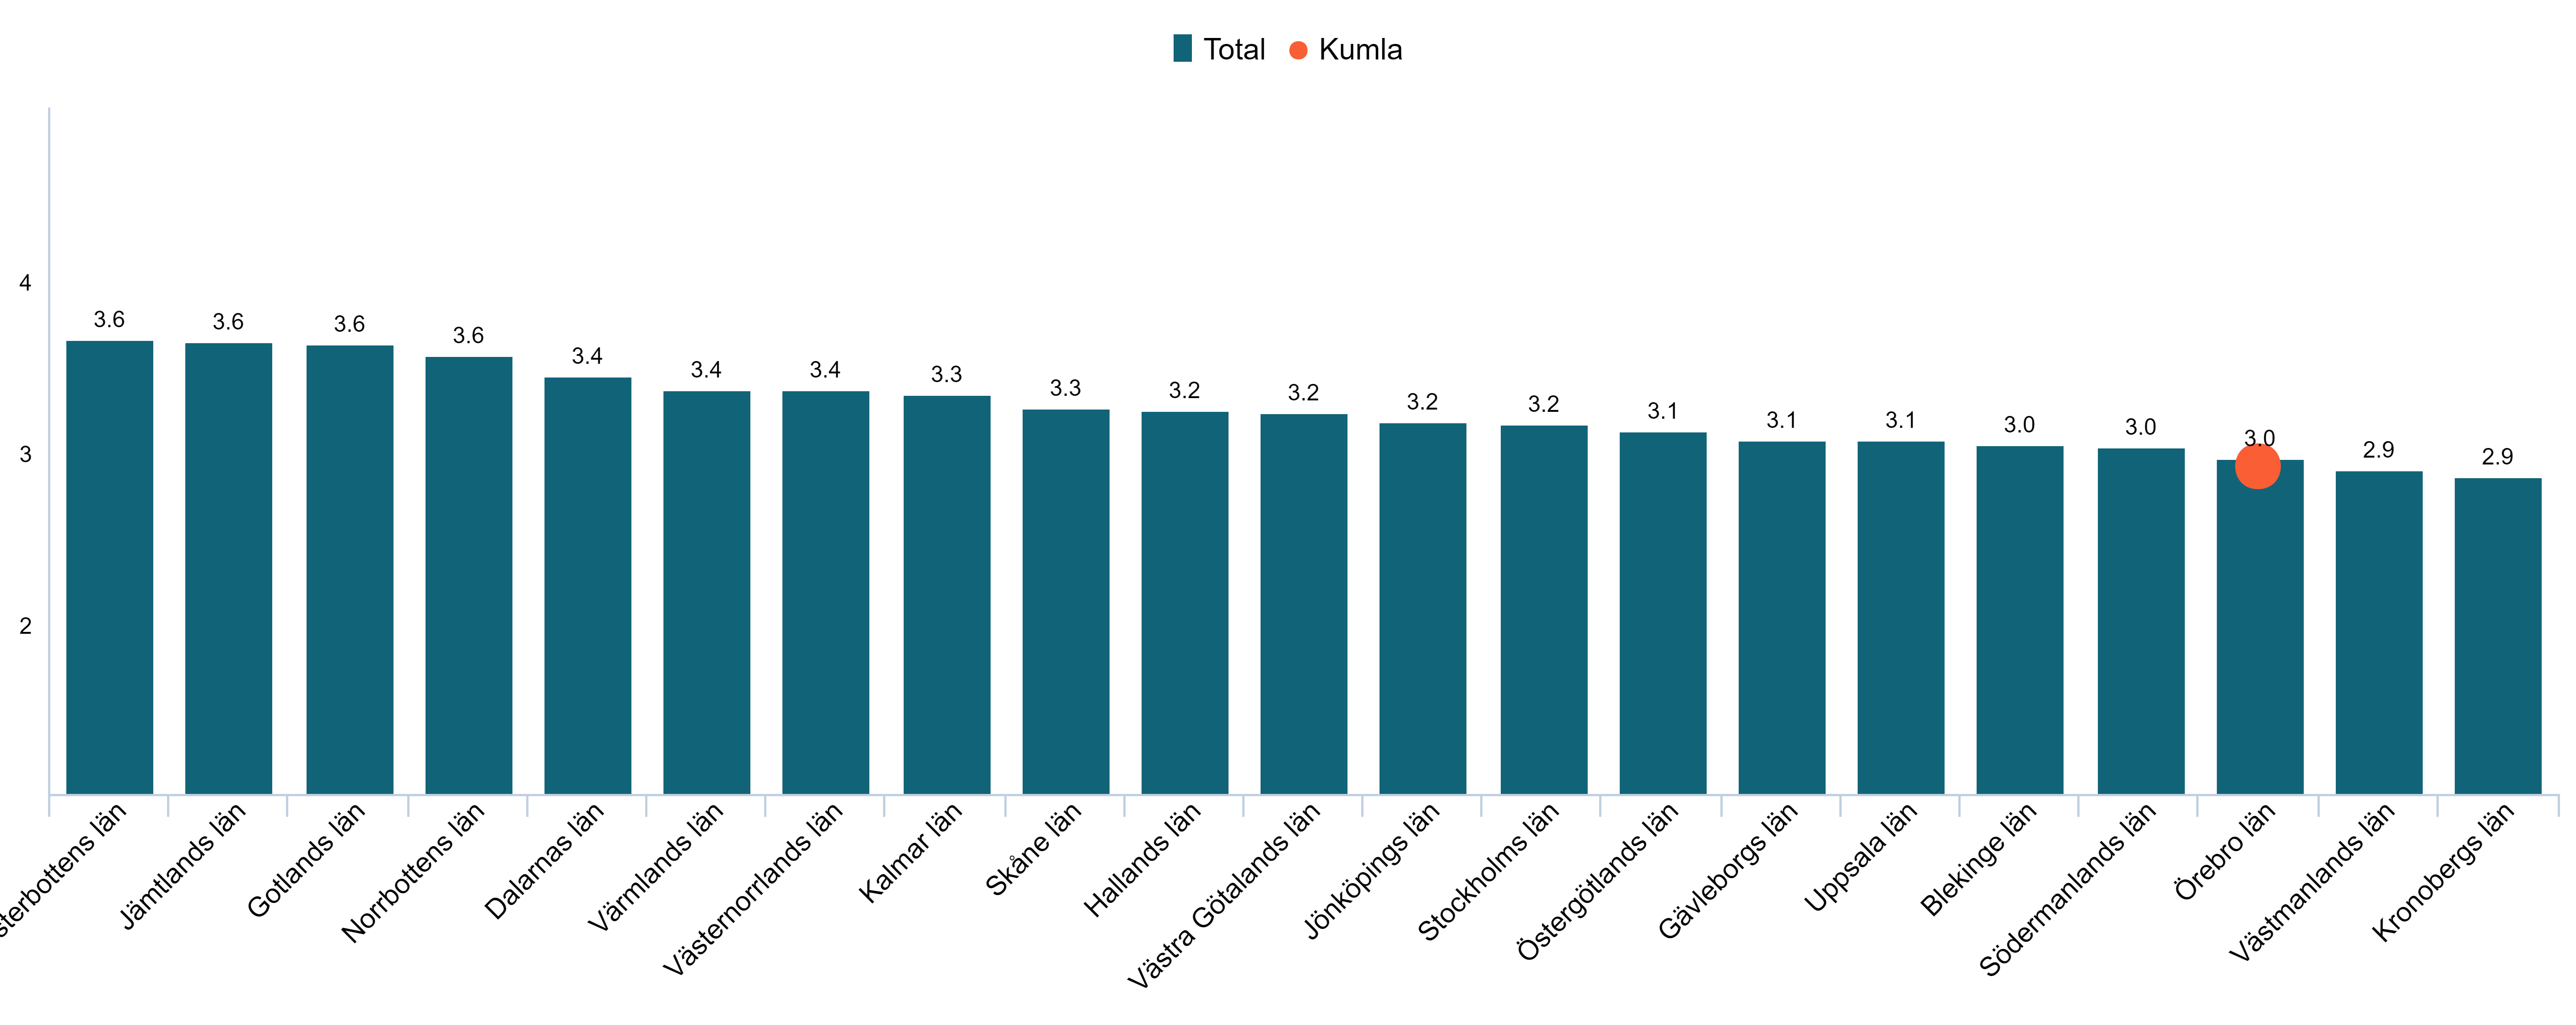 Total Kumla
4
3
2
3.6 3.6 3.6 3.6 3.4 3.4 3.4 3.3 3.3 3.2 3.2 3.2 3.2 3.1 3.1 3.1 3.0 3.0 3.0 2.9 2.9
sterbottens län
Jämtlands län
Gotlands län
Norrbottens län
Dalarnas län
Värmlands län
Västernorrlands län
Kalmar län
Skåne län
Hallands län
Västra Götalands län
Jönköpings län
Stockholms län
Östergötlands län
Gävleborgs län
Uppsala län
Blekinge län
Södermanlands län
Örebro län
Västmanlands län
Kronobergs län